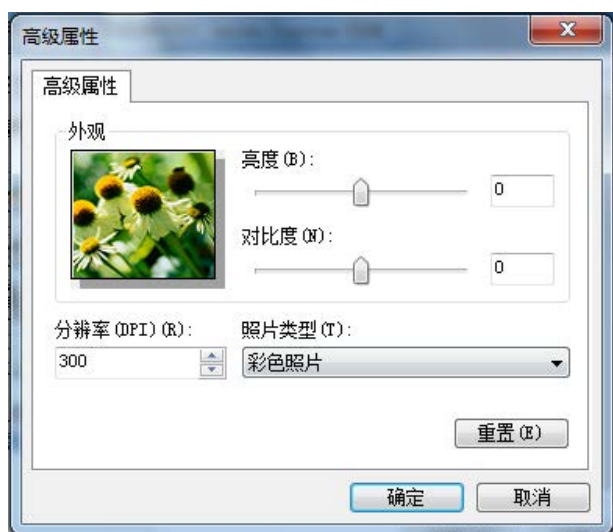 高级属性
高级属性
外观
亮度(B):
0
对比度(N):
0
分辨率(DPI)(R):
照片类型(T):
300
彩色照片
重置(E)
确定
取消